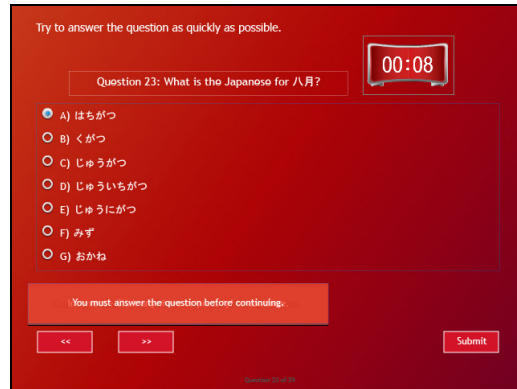 Try to answer the question as quickly as possible.
00:08
Question 23: What is the Japanese for 八月?
A) はちがつ
B) くがつ
C) じゅうがつ
D) じゅういちがつ
E) じゅうにがつ
F) みず
G) おかね
You must answer the question before continuing.
<< >> Submit